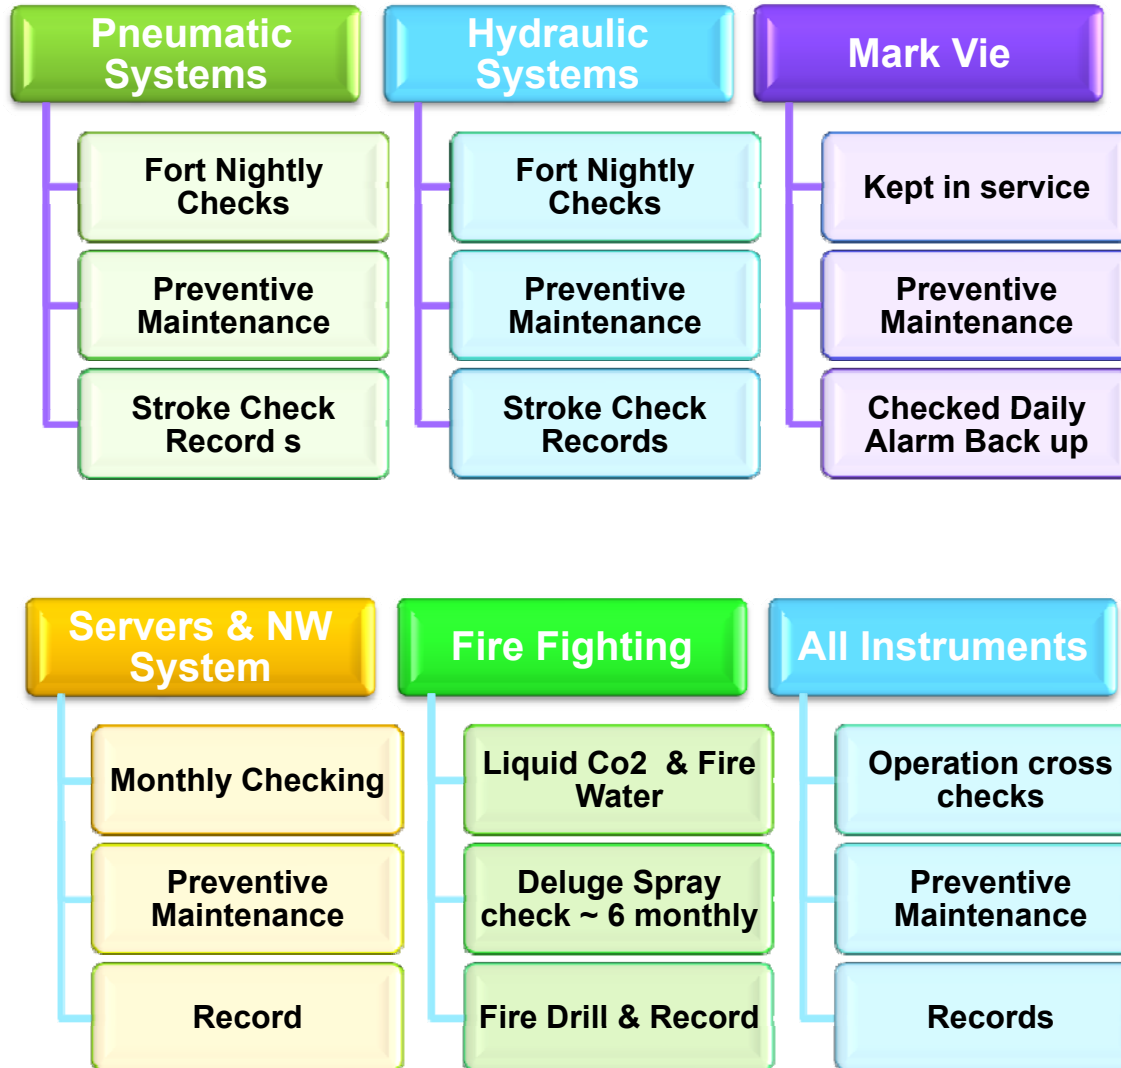 Pneumatic
Systems
Fort Nightly
Checks
Preventive
Maintenance
Stroke Check
Record s
Hydraulic
Systems
Fort Nightly
Checks
Preventive
Maintenance
Stroke Check
Records
Mark Vie
Kept in service
Preventive
Maintenance
Checked Daily
Alarm Back up
Servers & NW
System
Monthly Checking
Preventive
Maintenance
Record
Fire Fighting
Liquid Co2 & Fire
Water
Deluge Spray
check ~ 6 monthly
Fire Drill & Record
All Instruments
Operation cross
checks
Preventive
Maintenance
Records